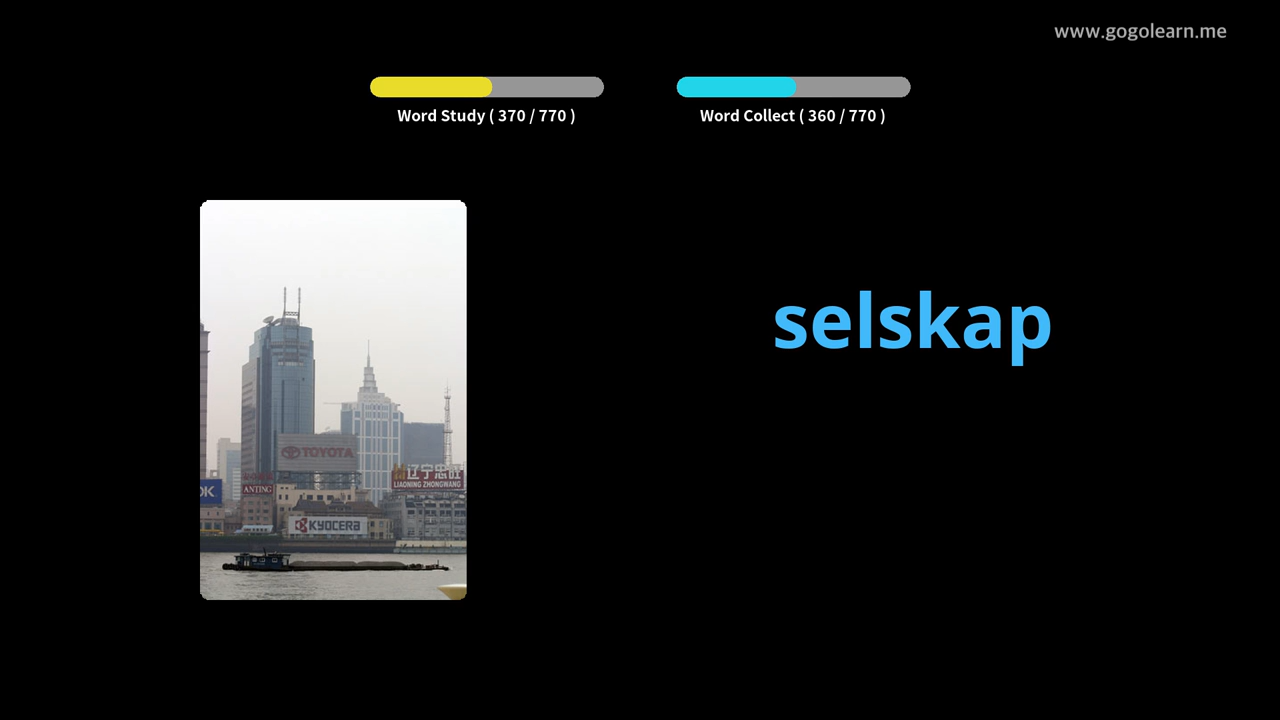 www.gogolearn.me
Word Study ( 370 / 770 )
Word Collect ( 360 / 770 )
selskap
TOYOTA
辽宁忠旺
LIAONING ZHONGWANG
ANTING
OK
KYOCERA